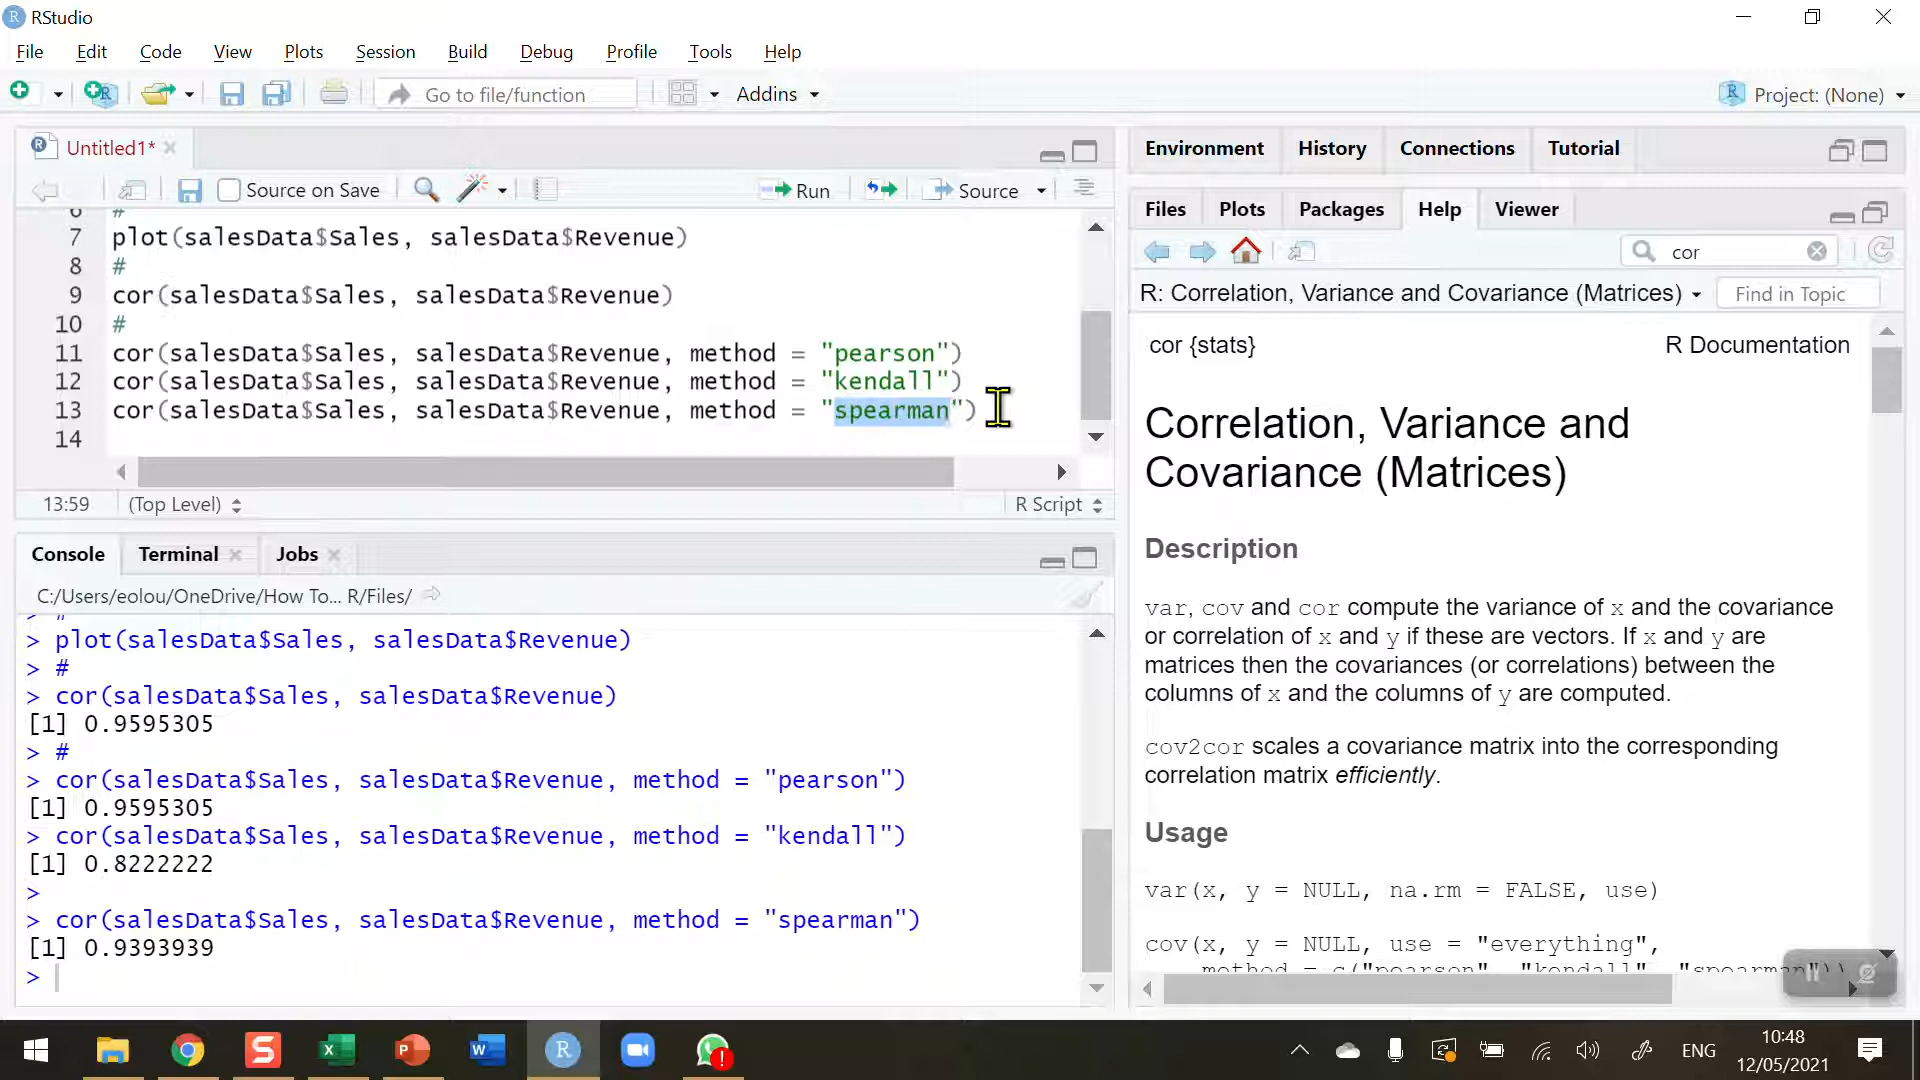 RStudio
File Edit Code View Plots Session Build Debug Profile Tools Help
Go to file/function Addins Project: (None)
Untitled1*
Source on Save Run Source
6 #
7 plot(salesData$Sales, salesData$Revenue)
8 #
9 cor(salesData$Sales, salesData$Revenue)
10 #
11 cor(salesData$Sales, salesData$Revenue, method = "pearson")
12 cor(salesData$Sales, salesData$Revenue, method = "kendall")
13 cor(salesData$Sales, salesData$Revenue, method = "spearman")
14
13:59 (Top Level) R Script
Console Terminal Jobs
C:/Users/eolou/OneDrive/How To... R/Files/
> #
> plot(salesData$Sales, salesData$Revenue)
> #
> cor(salesData$Sales, salesData$Revenue)
[1] 0.9595305
> #
> cor(salesData$Sales, salesData$Revenue, method = "pearson")
[1] 0.9595305
> cor(salesData$Sales, salesData$Revenue, method = "kendall")
[1] 0.8222222
>
> cor(salesData$Sales, salesData$Revenue, method = "spearman")
[1] 0.9393939
>
Environment History Connections Tutorial
Files Plots Packages Help Viewer
cor
R: Correlation, Variance and Covariance (Matrices) Find in Topic
cor {stats} R Documentation
Correlation, Variance and
Covariance (Matrices)
Description
var, cov and cor compute the variance of x and the covariance
or correlation of x and y if these are vectors. If x and y are
matrices then the covariances (or correlations) between the
columns of x and the columns of y are computed.
cov2cor scales a covariance matrix into the corresponding
correlation matrix efficiently.
Usage
var(x, y = NULL, na.rm = FALSE, use)
cov(x, y = NULL, use = "everything",
method = c("pearson", "kendall", "spearman"))
ENG
10:48
12/05/2021